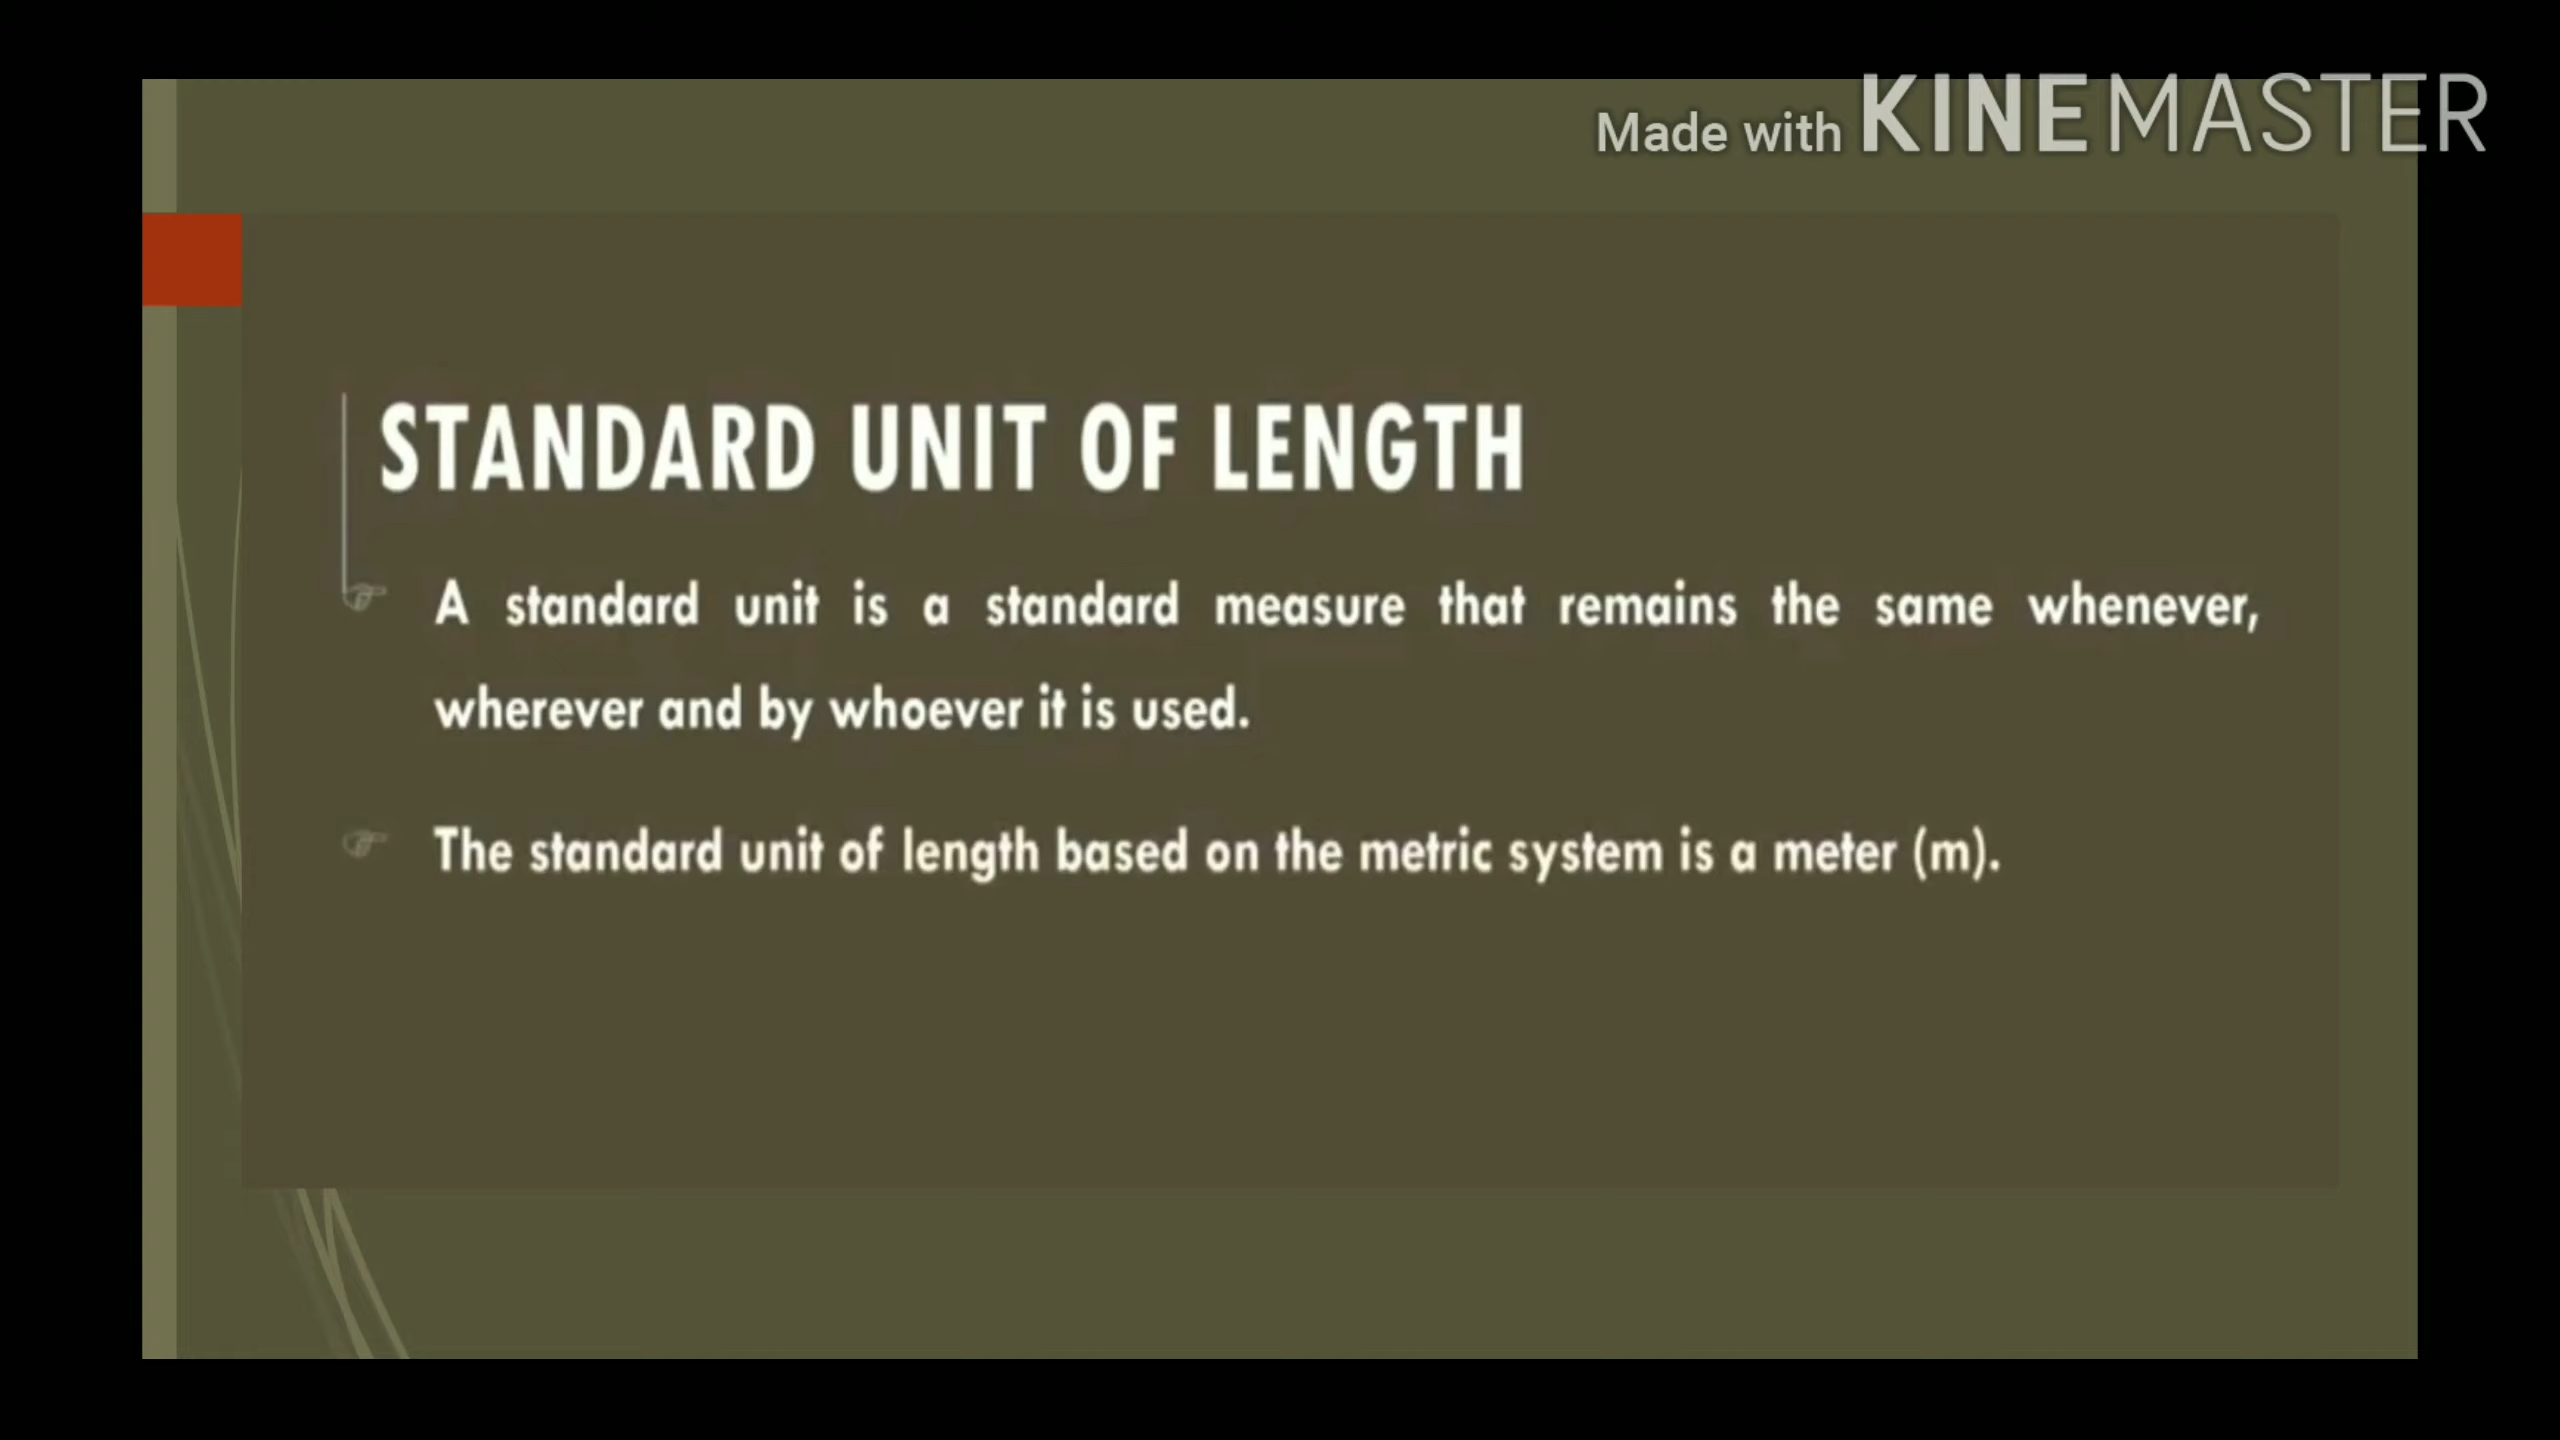 Made with KINEMASTER
STANDARD UNIT OF LENGTH
A standard unit is a standard measure that remains the same whenever,
wherever and by whoever it is used.
The standard unit of length based on the metric system is a meter (m).